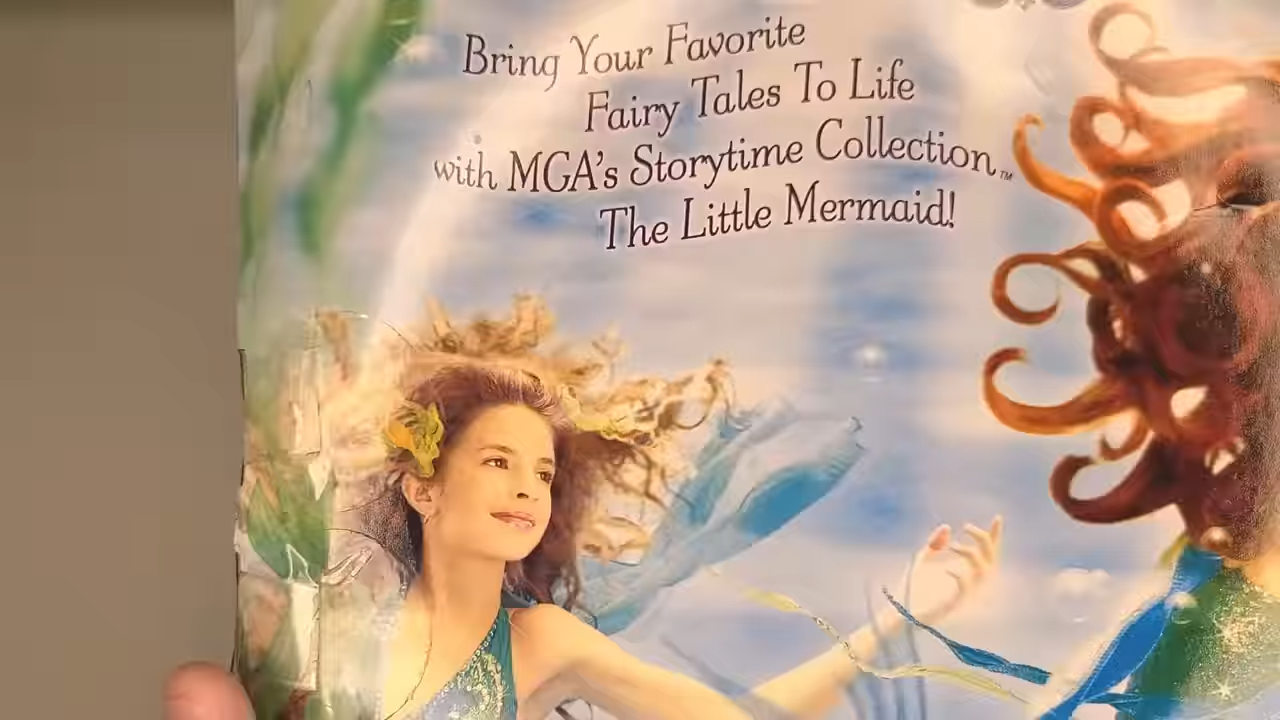 Bring Your Favorite
Fairy Tales To Life
with MGA's Storytime Collection™
The Little Mermaid!